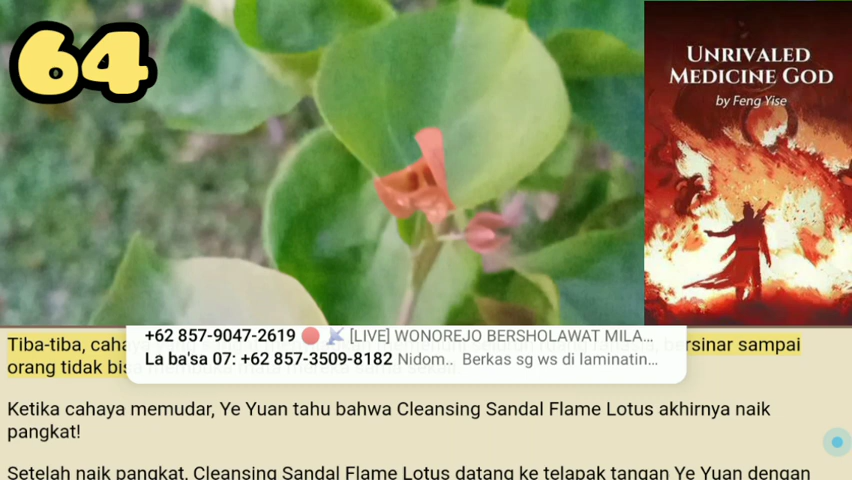 64
UNRIVALED
MEDICINE GOD
by Feng Yise
+62 857-9047-2619 🔴 📡 [LIVE] WONOREJO BERSHOLAWAT MILA...
La ba'sa 07: +62 857-3509-8182 Nidom.. Berkas sg ws di laminatin...
Tiba-tiba, bersinar sampai
orang tidak
Ketika cahaya memudar, Ye Yuan tahu bahwa Cleansing Sandal Flame Lotus akhirnya naik
pangkat!
Setelah naik pangkat, Cleansing Sandal Flame Lotus datang ke telapak tangan Ye Yuan dengan